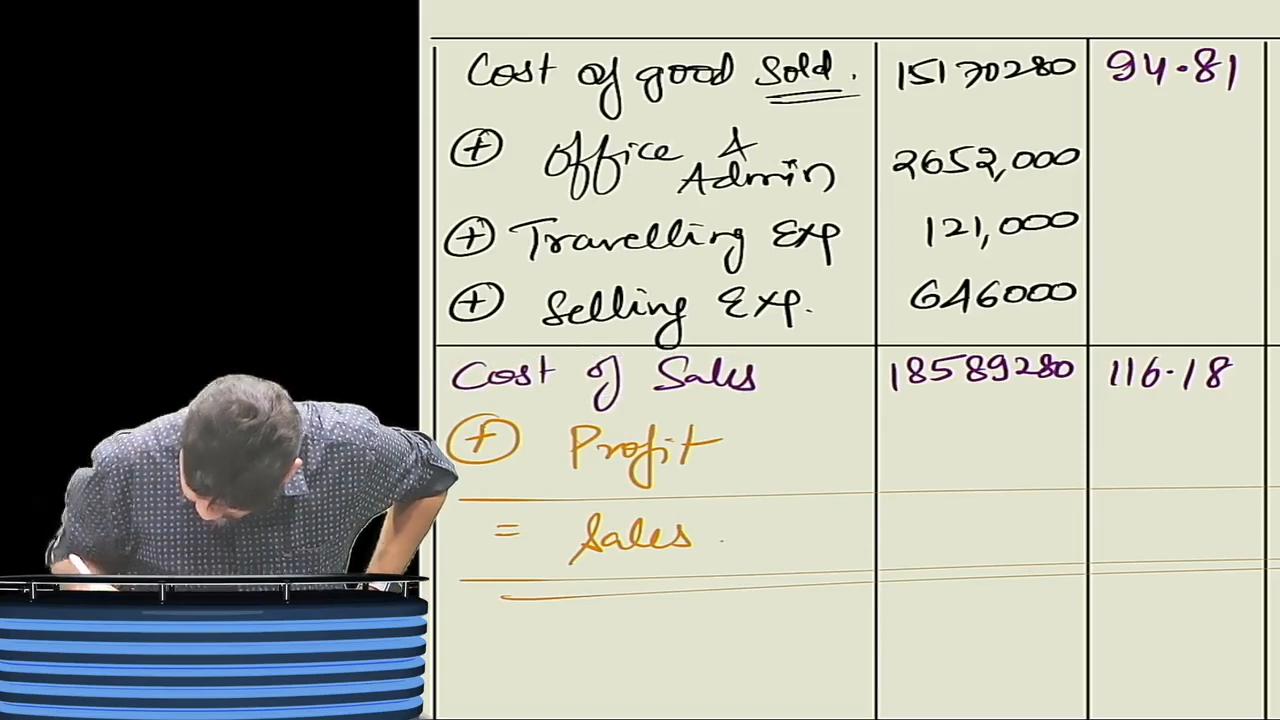 Cost of good Sold. 15170280 94.81
+ Office & Admin 2652,000
+ Travelling Exp 121,000
+ Selling Exp. 646000
Cost of Sales 18589280 116.18
+ Profit
= Sales